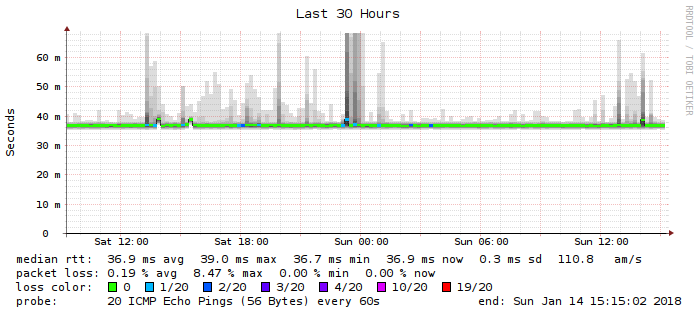 Last 30 Hours
RRDTOOL / TOBI OETIKER
Seconds
60 m
50 m
40 m
30 m
20 m
10 m
0
Sat 12:00 Sat 18:00 Sun 00:00 Sun 06:00 Sun 12:00
median rtt: 36.9 ms avg 39.0 ms max 36.7 ms min 36.9 ms now 0.3 ms sd 110.8 am/s
packet loss: 0.19 % avg 8.47 % max 0.00 % min 0.00 % now
loss color: 0 1/20 2/20 3/20 4/20 10/20 19/20
probe: 20 ICMP Echo Pings (56 Bytes) every 60s end: Sun Jan 14 15:15:02 2018